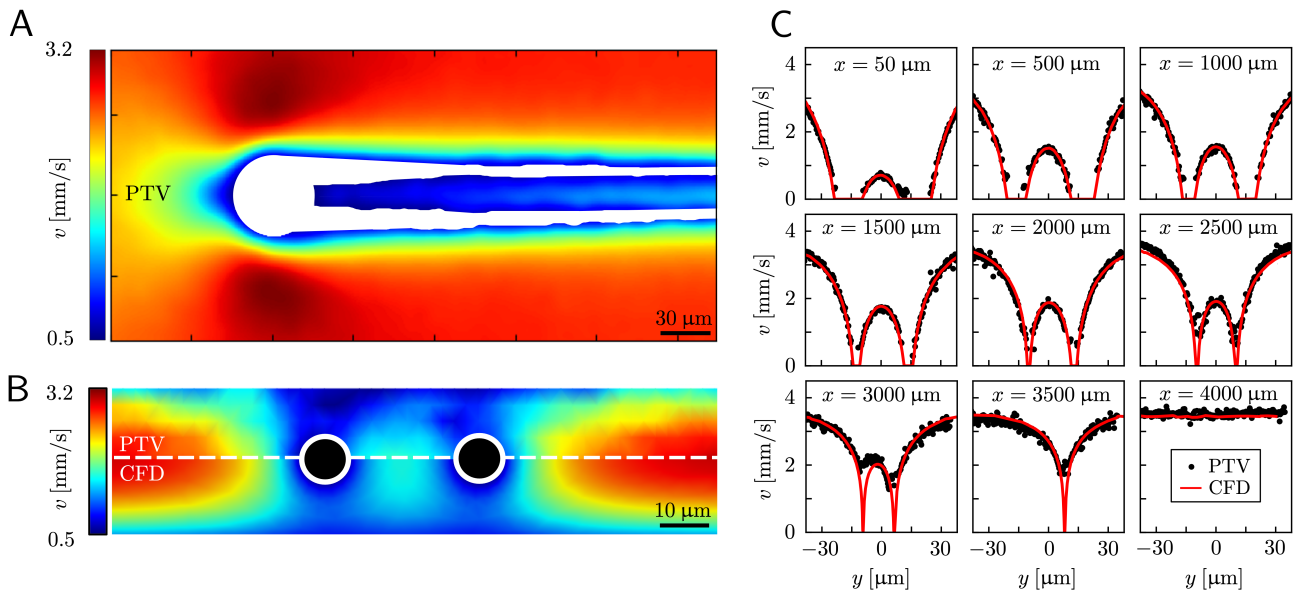 A
3.2
v [mm/s]
0.5
PTV
30 μm
B
3.2
v [mm/s]
0.5
PTV
CFD
10 μm
C
4
2
0
v [mm/s]
x = 50 μm
x = 500 μm
x = 1000 μm
4
2
0
v [mm/s]
x = 1500 μm
x = 2000 μm
x = 2500 μm
4
2
0
v [mm/s]
x = 3000 μm
x = 3500 μm
x = 4000 μm
PTV
CFD
−30 0 30
−30 0 30
−30 0 30
y [μm]
y [μm]
y [μm]